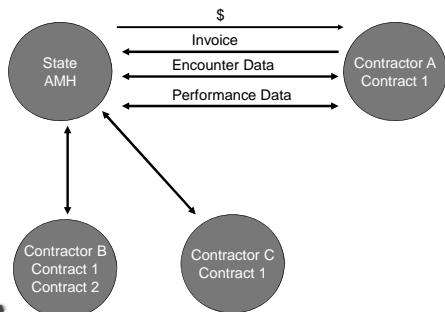 $
Invoice
Encounter Data
Performance Data
State
AMH
Contractor A
Contract 1
Contractor B
Contract 1
Contract 2
Contractor C
Contract 1